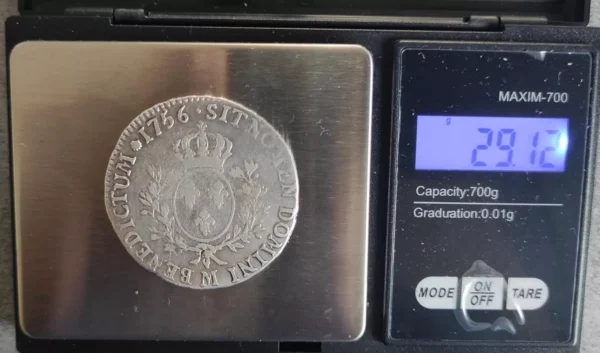 1756 · SIT NOMEN DOMINI M BENEDICTUM
MAXIM-700
g
29.12
Capacity:700g
Graduation:0.01g
MODE ON OFF TARE